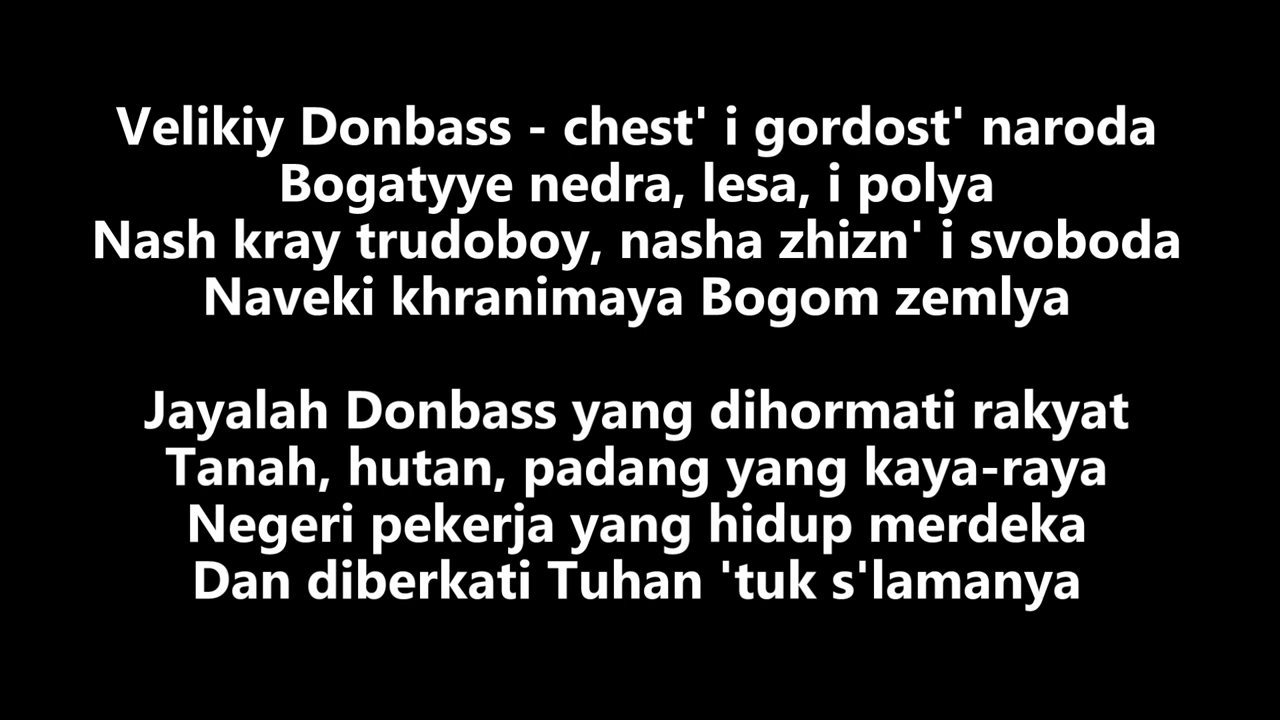 Velikiy Donbass - chest' i gordost' naroda
Bogatyye nedra, lesa, i polya
Nash kray trudoboy, nasha zhizn' i svoboda
Naveki khranimaya Bogom zemlya
Jayalah Donbass yang dihormati rakyat
Tanah, hutan, padang yang kaya-raya
Negeri pekerja yang hidup merdeka
Dan diberkati Tuhan 'tuk s'lamanya